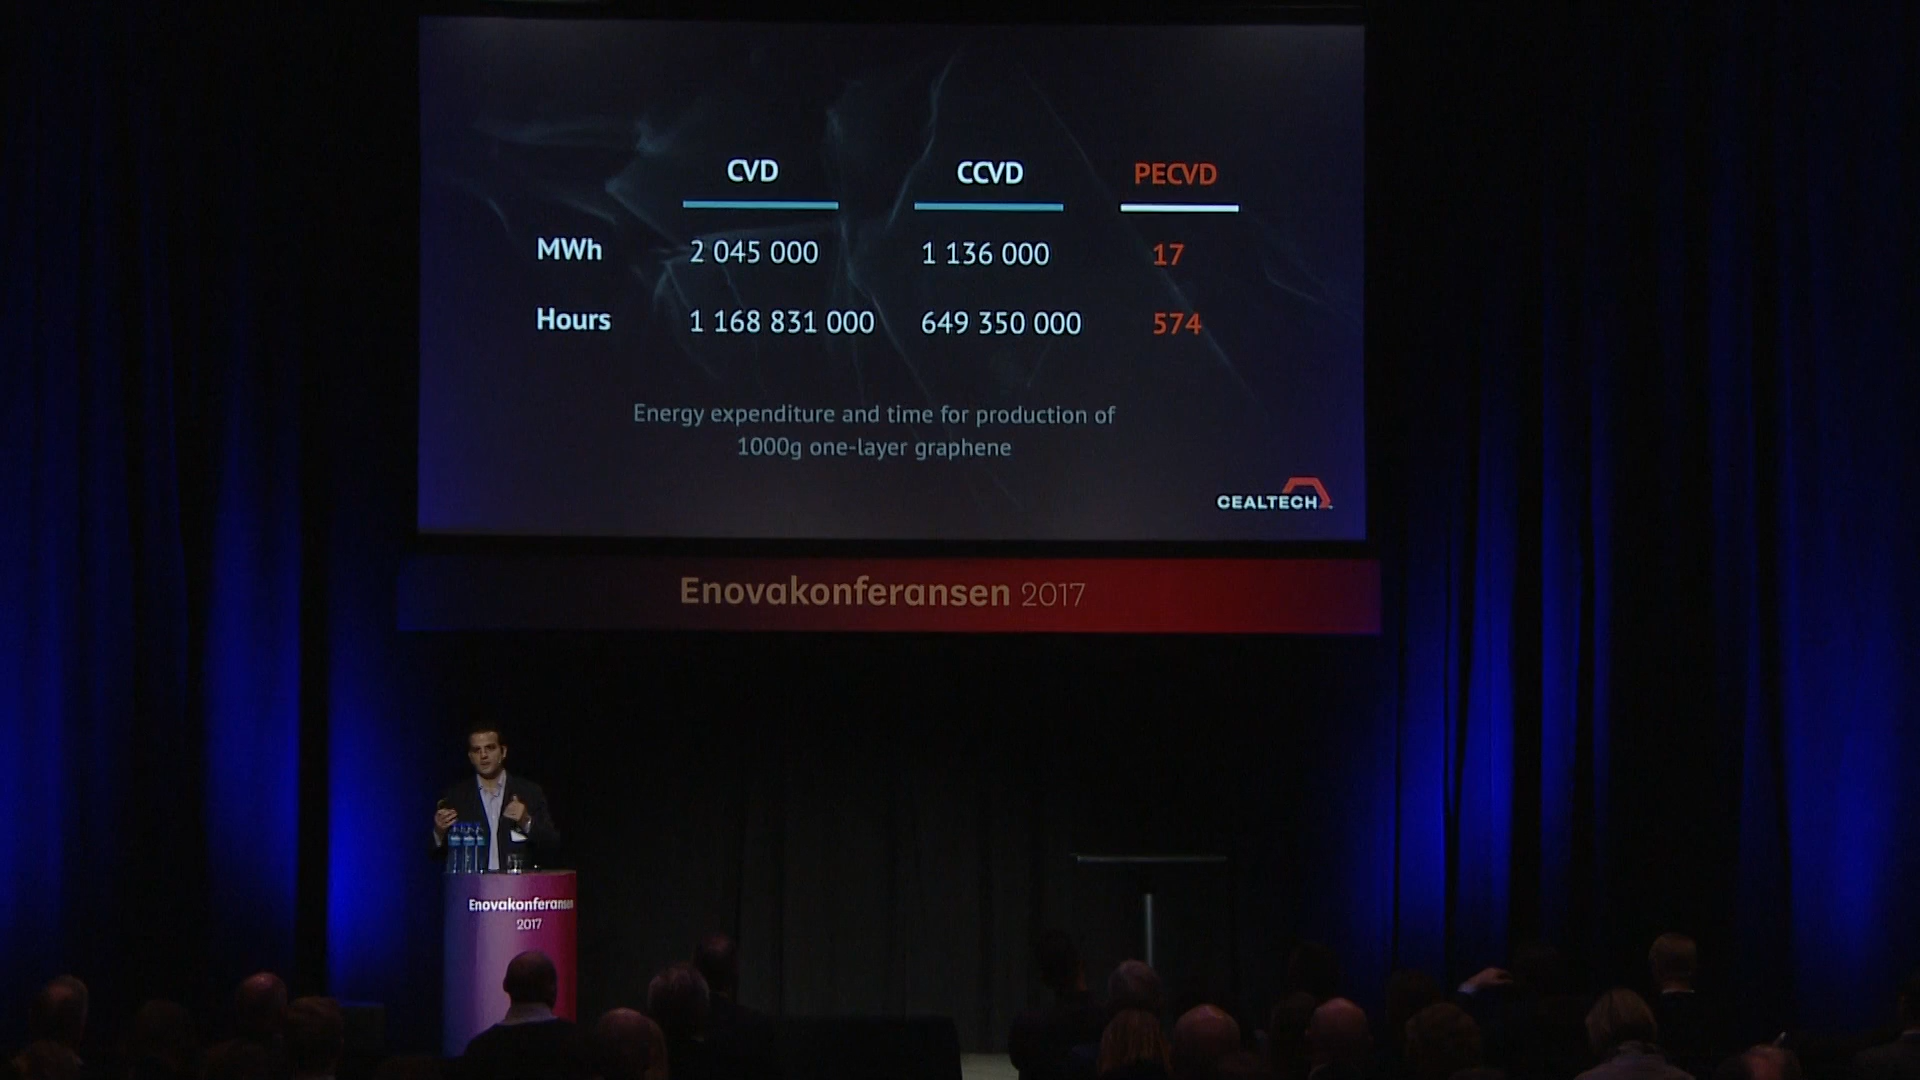 CVD CCVD PECVD
MWh 2 045 000 1 136 000 17
Hours 1 168 831 000 649 350 000 574
Energy expenditure and time for production of
1000g one-layer graphene
CEALTECH
Enovakonferansen 2017
Enovakonferansen
2017